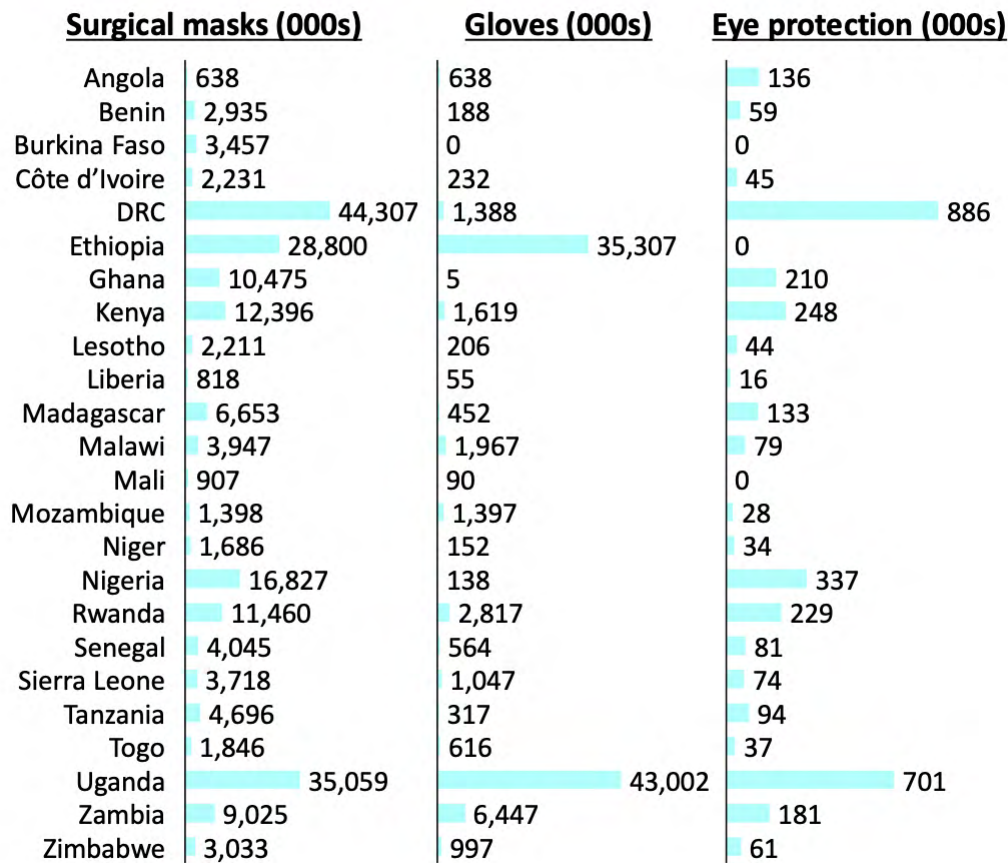 Surgical masks (000s) Gloves (000s) Eye protection (000s)
Angola 638 638 136
Benin 2,935 188 59
Burkina Faso 3,457 0 0
Côte d’Ivoire 2,231 232 45
DRC 44,307 1,388 886
Ethiopia 28,800 35,307 0
Ghana 10,475 5 210
Kenya 12,396 1,619 248
Lesotho 2,211 206 44
Liberia 818 55 16
Madagascar 6,653 452 133
Malawi 3,947 1,967 79
Mali 907 90 0
Mozambique 1,398 1,397 28
Niger 1,686 152 34
Nigeria 16,827 138 337
Rwanda 11,460 2,817 229
Senegal 4,045 564 81
Sierra Leone 3,718 1,047 74
Tanzania 4,696 317 94
Togo 1,846 616 37
Uganda 35,059 43,002 701
Zambia 9,025 6,447 181
Zimbabwe 3,033 997 61